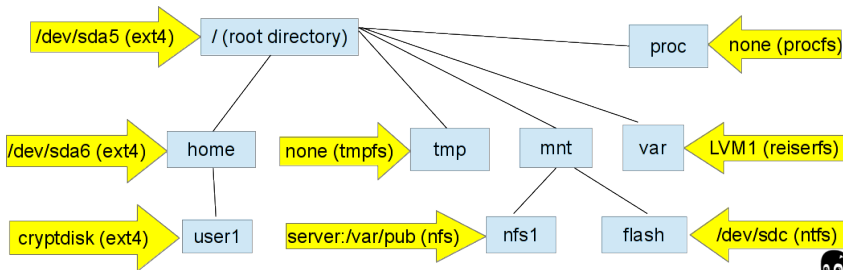 /dev/sda5 (ext4)
/ (root directory)
proc
none (procfs)
/dev/sda6 (ext4)
home
none (tmpfs)
tmp
mnt
var
LVM1 (reiserfs)
cryptdisk (ext4)
user1
server:/var/pub (nfs)
nfs1
flash
/dev/sdc (ntfs)